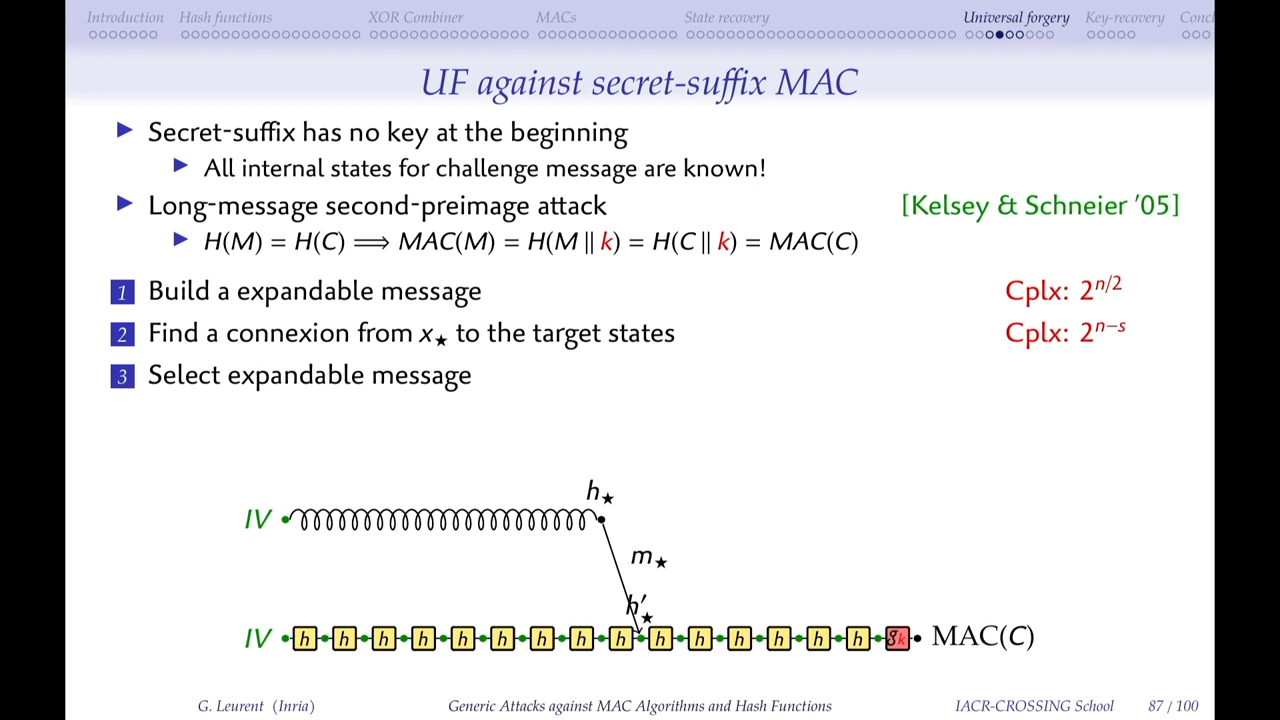 Introduction Hash functions XOR Combiner MACs State recovery Universal forgery Key-recovery Concl
UF against secret-suffix MAC
Secret-suffix has no key at the beginning
All internal states for challenge message are known!
Long-message second-preimage attack [Kelsey & Schneier '05]
H(M) = H(C) ⟹ MAC(M) = H(M ‖ k) = H(C ‖ k) = MAC(C)
1 Build a expandable message Cplx: 2^{n/2}
2 Find a connexion from x★ to the target states Cplx: 2^{n−s}
3 Select expandable message
h★
IV
m★
h′★
IV h h h h h h h h h h h h h h h gk MAC(C)
G. Leurent (Inria) Generic Attacks against MAC Algorithms and Hash Functions IACR-CROSSING School 87 / 100